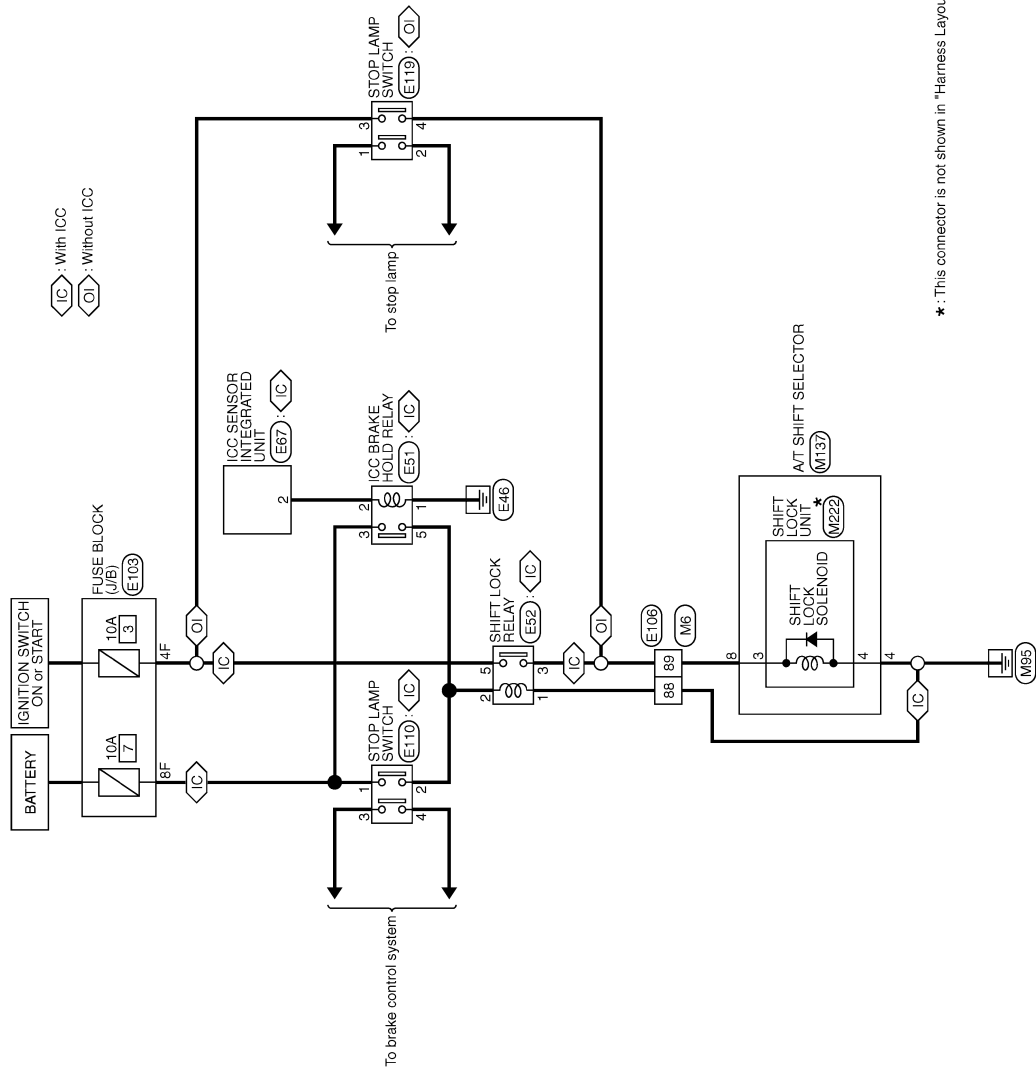 IC : With ICC
OI : Without ICC
BATTERY
IGNITION SWITCH
ON or START
FUSE BLOCK
(J/B)
E103
10A
7
10A
3
8F
4F
IC
IC
OI
STOP LAMP
SWITCH
E110 : IC
3
1
4
2
To brake control system
ICC SENSOR
INTEGRATED
UNIT
E67 : IC
2
ICC BRAKE
HOLD RELAY
E51 : IC
3
2
5
1
E46
STOP LAMP
SWITCH
E119 : OI
1
3
2
4
To stop lamp
SHIFT LOCK
RELAY
E52 : IC
2
5
1
3
IC
OI
88
89
E106
M6
A/T SHIFT SELECTOR
M137
8
SHIFT
LOCK
UNIT *
M222
3
SHIFT
LOCK
SOLENOID
4
4
IC
M95
* : This connector is not shown in "Harness Layou